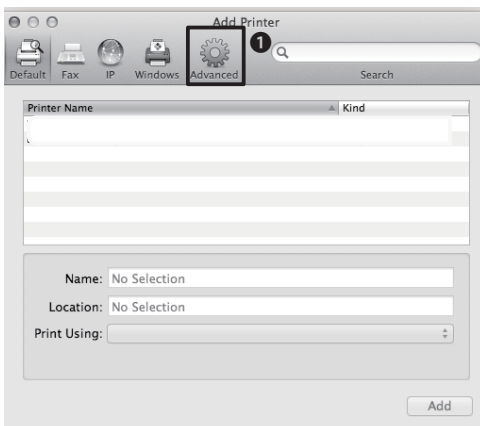 Add Printer
❶
Default Fax IP Windows Advanced Search
Printer Name Kind
Name: No Selection
Location: No Selection
Print Using:
Add